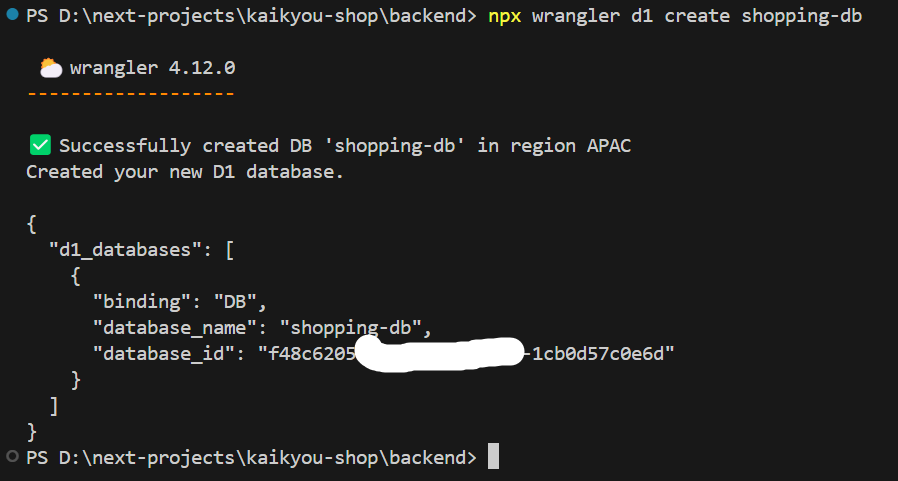 PS D:\next-projects\kaikyou-shop\backend> npx wrangler d1 create shopping-db
wrangler 4.12.0
-------------------
Successfully created DB 'shopping-db' in region APAC
Created your new D1 database.
{
"d1_databases": [
{
"binding": "DB",
"database_name": "shopping-db",
"database_id": "f48c6205 -1cb0d57c0e6d"
}
]
}
PS D:\next-projects\kaikyou-shop\backend>